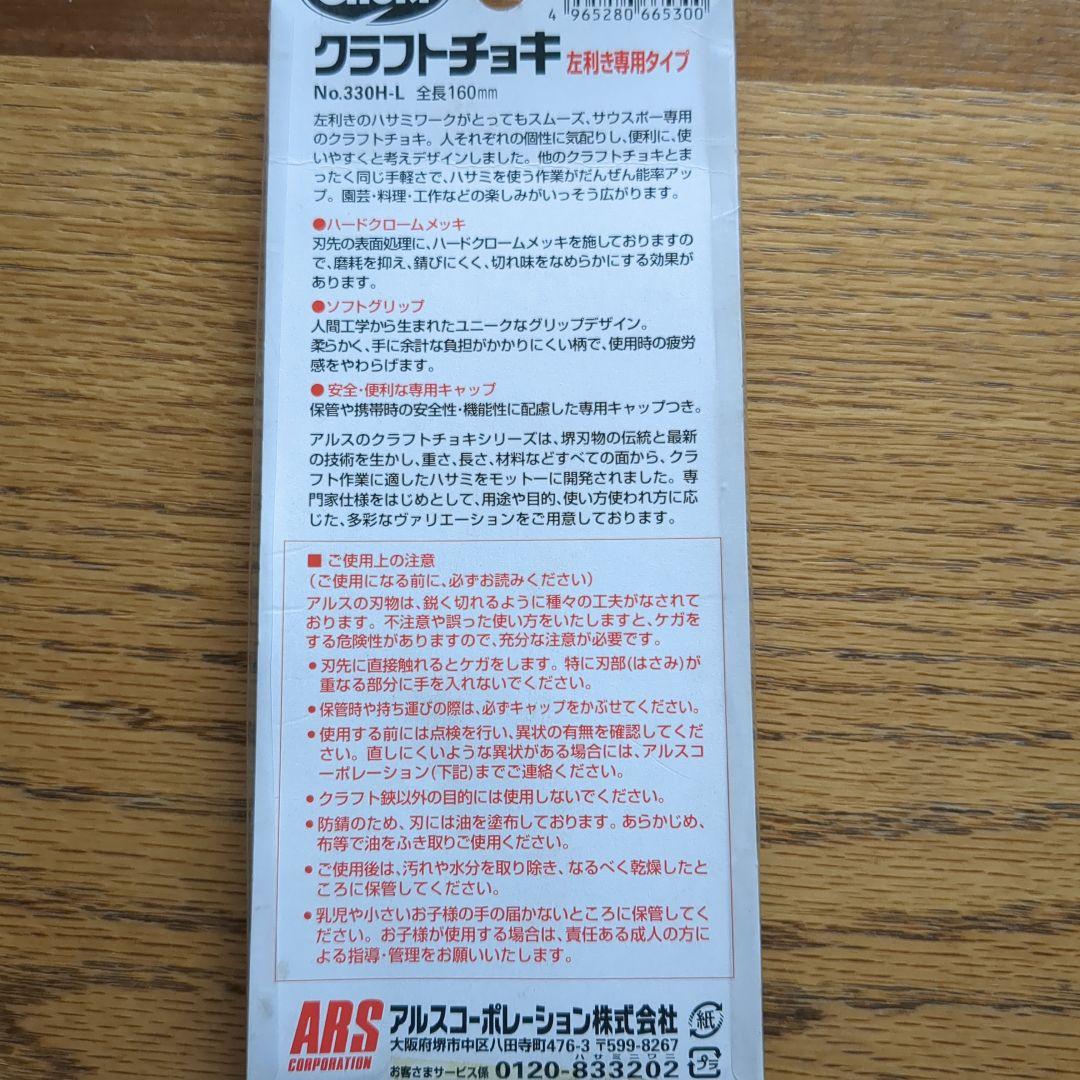 4 965280 665300
クラフトチョキ 左利き専用タイプ
No.330H-L 全長160mm
左利きのハサミワークがとってもスムーズ、サウスポー専用
のクラフトチョキ。人それぞれの個性に気配りし、便利に、使
いやすくと考えデザインしました。他のクラフトチョキとま
ったく同じ手軽さで、ハサミを使う作業がだんぜん能率アッ
プ。園芸・料理・工作などの楽しみがいっそう広がります。
●ハードクロームメッキ
刃先の表面処理に、ハードクロームメッキを施しておりますの
で、磨耗を抑え、錆びにくく、切れ味をなめらかにする効果が
あります。
●ソフトグリップ
人間工学から生まれたユニークなグリップデザイン。
柔らかく、手に余計な負担がかかりにくい柄で、使用時の疲労
感をやわらげます。
●安全・便利な専用キャップ
保管や携帯時の安全性・機能性に配慮した専用キャップつき。
アルスのクラフトチョキシリーズは、堺刃物の伝統と最新
の技術を生かし、重さ、長さ、材料などすべての面から、クラ
フト作業に適したハサミをモットーに開発されました。専
門家仕様をはじめとして、用途や目的、使い方使われ方に応
じた、多彩なヴァリエーションをご用意しております。
■ ご使用上の注意
(ご使用になる前に、必ずお読みください)
アルスの刃物は、鋭く切れるように種々の工夫がなされて
おります。不注意や誤った使い方をいたしますと、ケガを
する危険性がありますので、充分な注意が必要です。
●刃先に直接触れるとケガをします。特に刃部(はさみ)が
重なる部分に手を入れないでください。
●保管時や持ち運びの際は、必ずキャップをかぶせてください。
●使用する前には点検を行い、異状の有無を確認してくだ
さい。直しにくいような異状がある場合には、アルスコ
ーポレーション(下記)までご連絡ください。
●クラフト鋏以外の目的には使用しないでください。
●防錆のため、刃には油を塗布しております。あらかじめ、
布等で油をふき取りご使用ください。
●ご使用後は、汚れや水分を取り除き、なるべく乾燥したと
ころに保管してください。
●乳児や小さいお子様の手の届かないところに保管してく
ださい。お子様が使用する場合は、責任ある成人の方に
よる指導・管理をお願いいたします。
ARS
CORPORATION
アルスコーポレーション株式会社
大阪府堺市中区八田寺町476-3 〒599-8267
ハサミニワニ
お客さまサービス係 0120-833202
紙
プラ